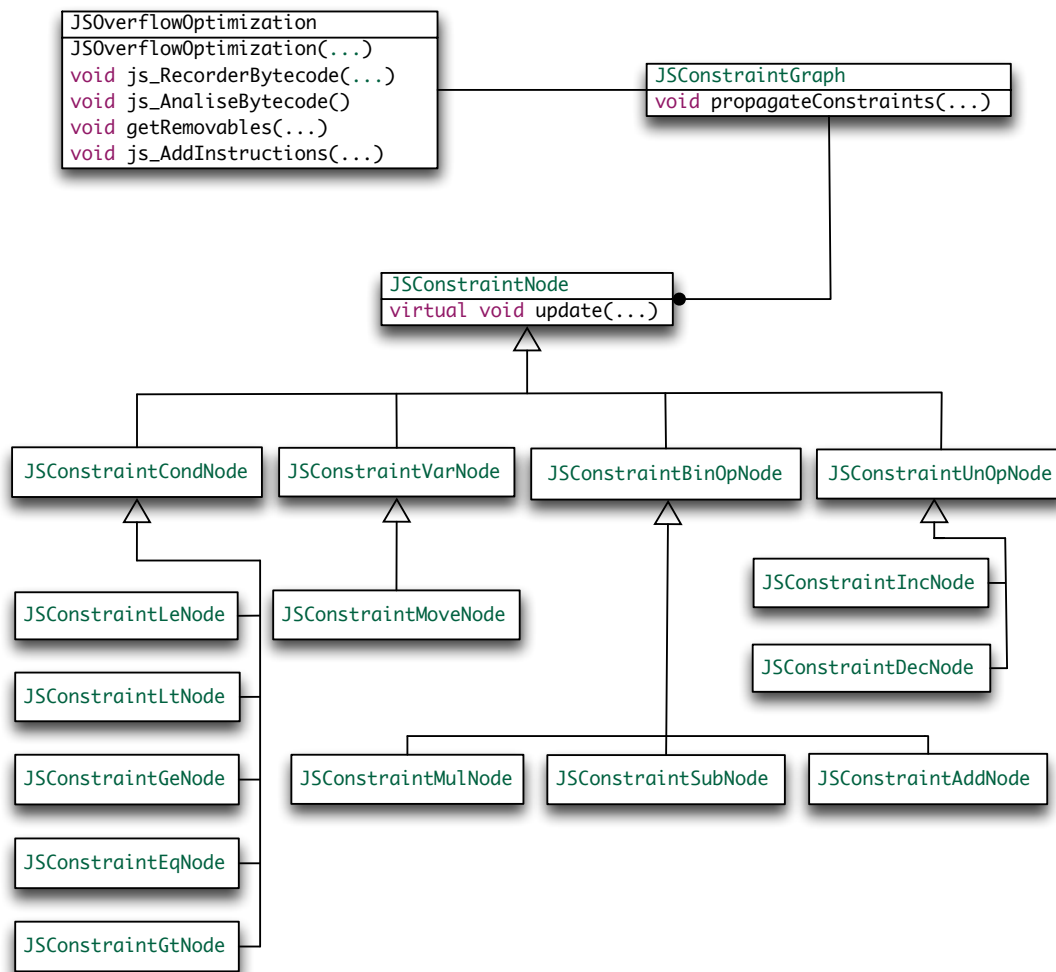 JSOverflowOptimization
JSOverflowOptimization(...)
void js_RecorderBytecode(...)
void js_AnaliseBytecode()
void getRemovables(...)
void js_AddInstructions(...)
JSConstraintGraph
void propagateConstraints(...)
JSConstraintNode
virtual void update(...)
JSConstraintCondNode
JSConstraintVarNode
JSConstraintBinOpNode
JSConstraintUnOpNode
JSConstraintLeNode
JSConstraintMoveNode
JSConstraintIncNode
JSConstraintDecNode
JSConstraintLtNode
JSConstraintGeNode
JSConstraintMulNode
JSConstraintSubNode
JSConstraintAddNode
JSConstraintEqNode
JSConstraintGtNode